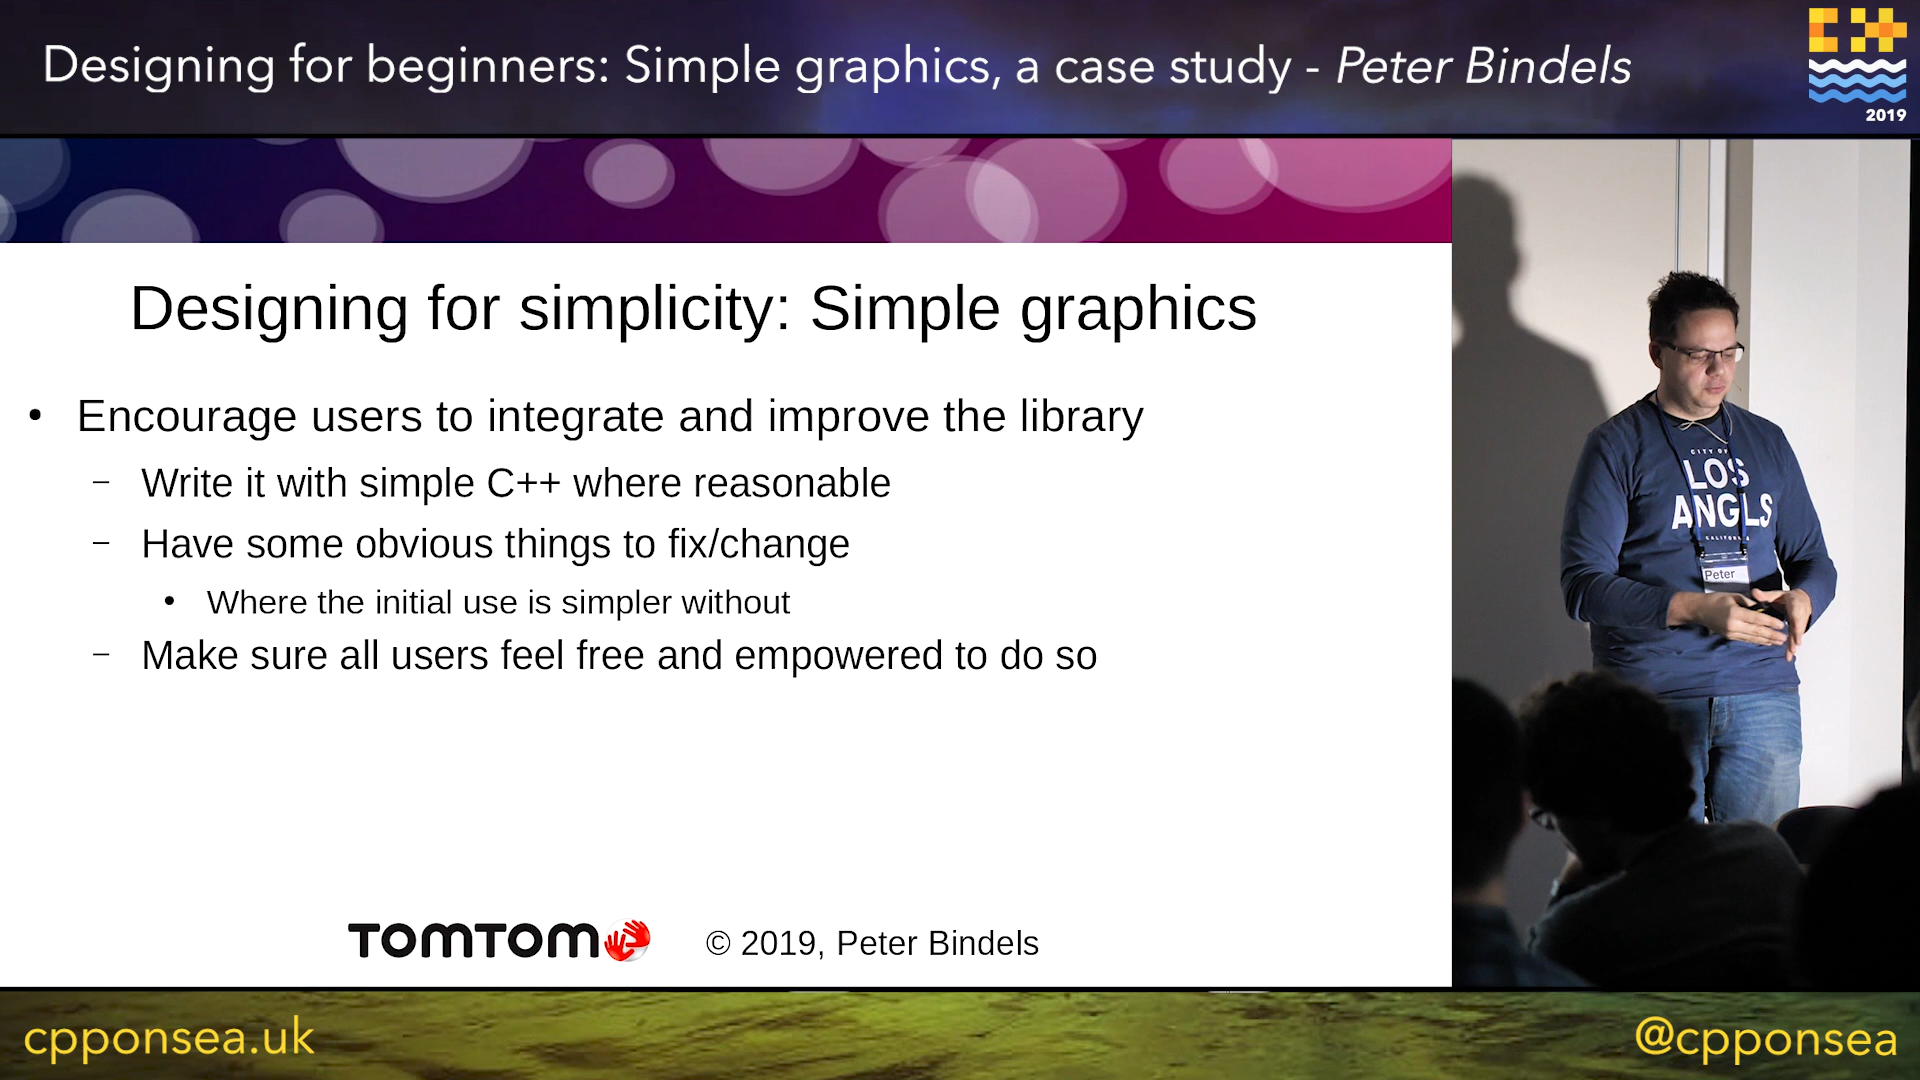 Designing for beginners: Simple graphics, a case study - Peter Bindels
2019
Designing for simplicity: Simple graphics
• Encourage users to integrate and improve the library
– Write it with simple C++ where reasonable
– Have some obvious things to fix/change
• Where the initial use is simpler without
– Make sure all users feel free and empowered to do so
CITY OF
LOS
ANGLS
CALIFORNIA
Peter
TOMTOM
© 2019, Peter Bindels
cpponsea.uk
@cpponsea